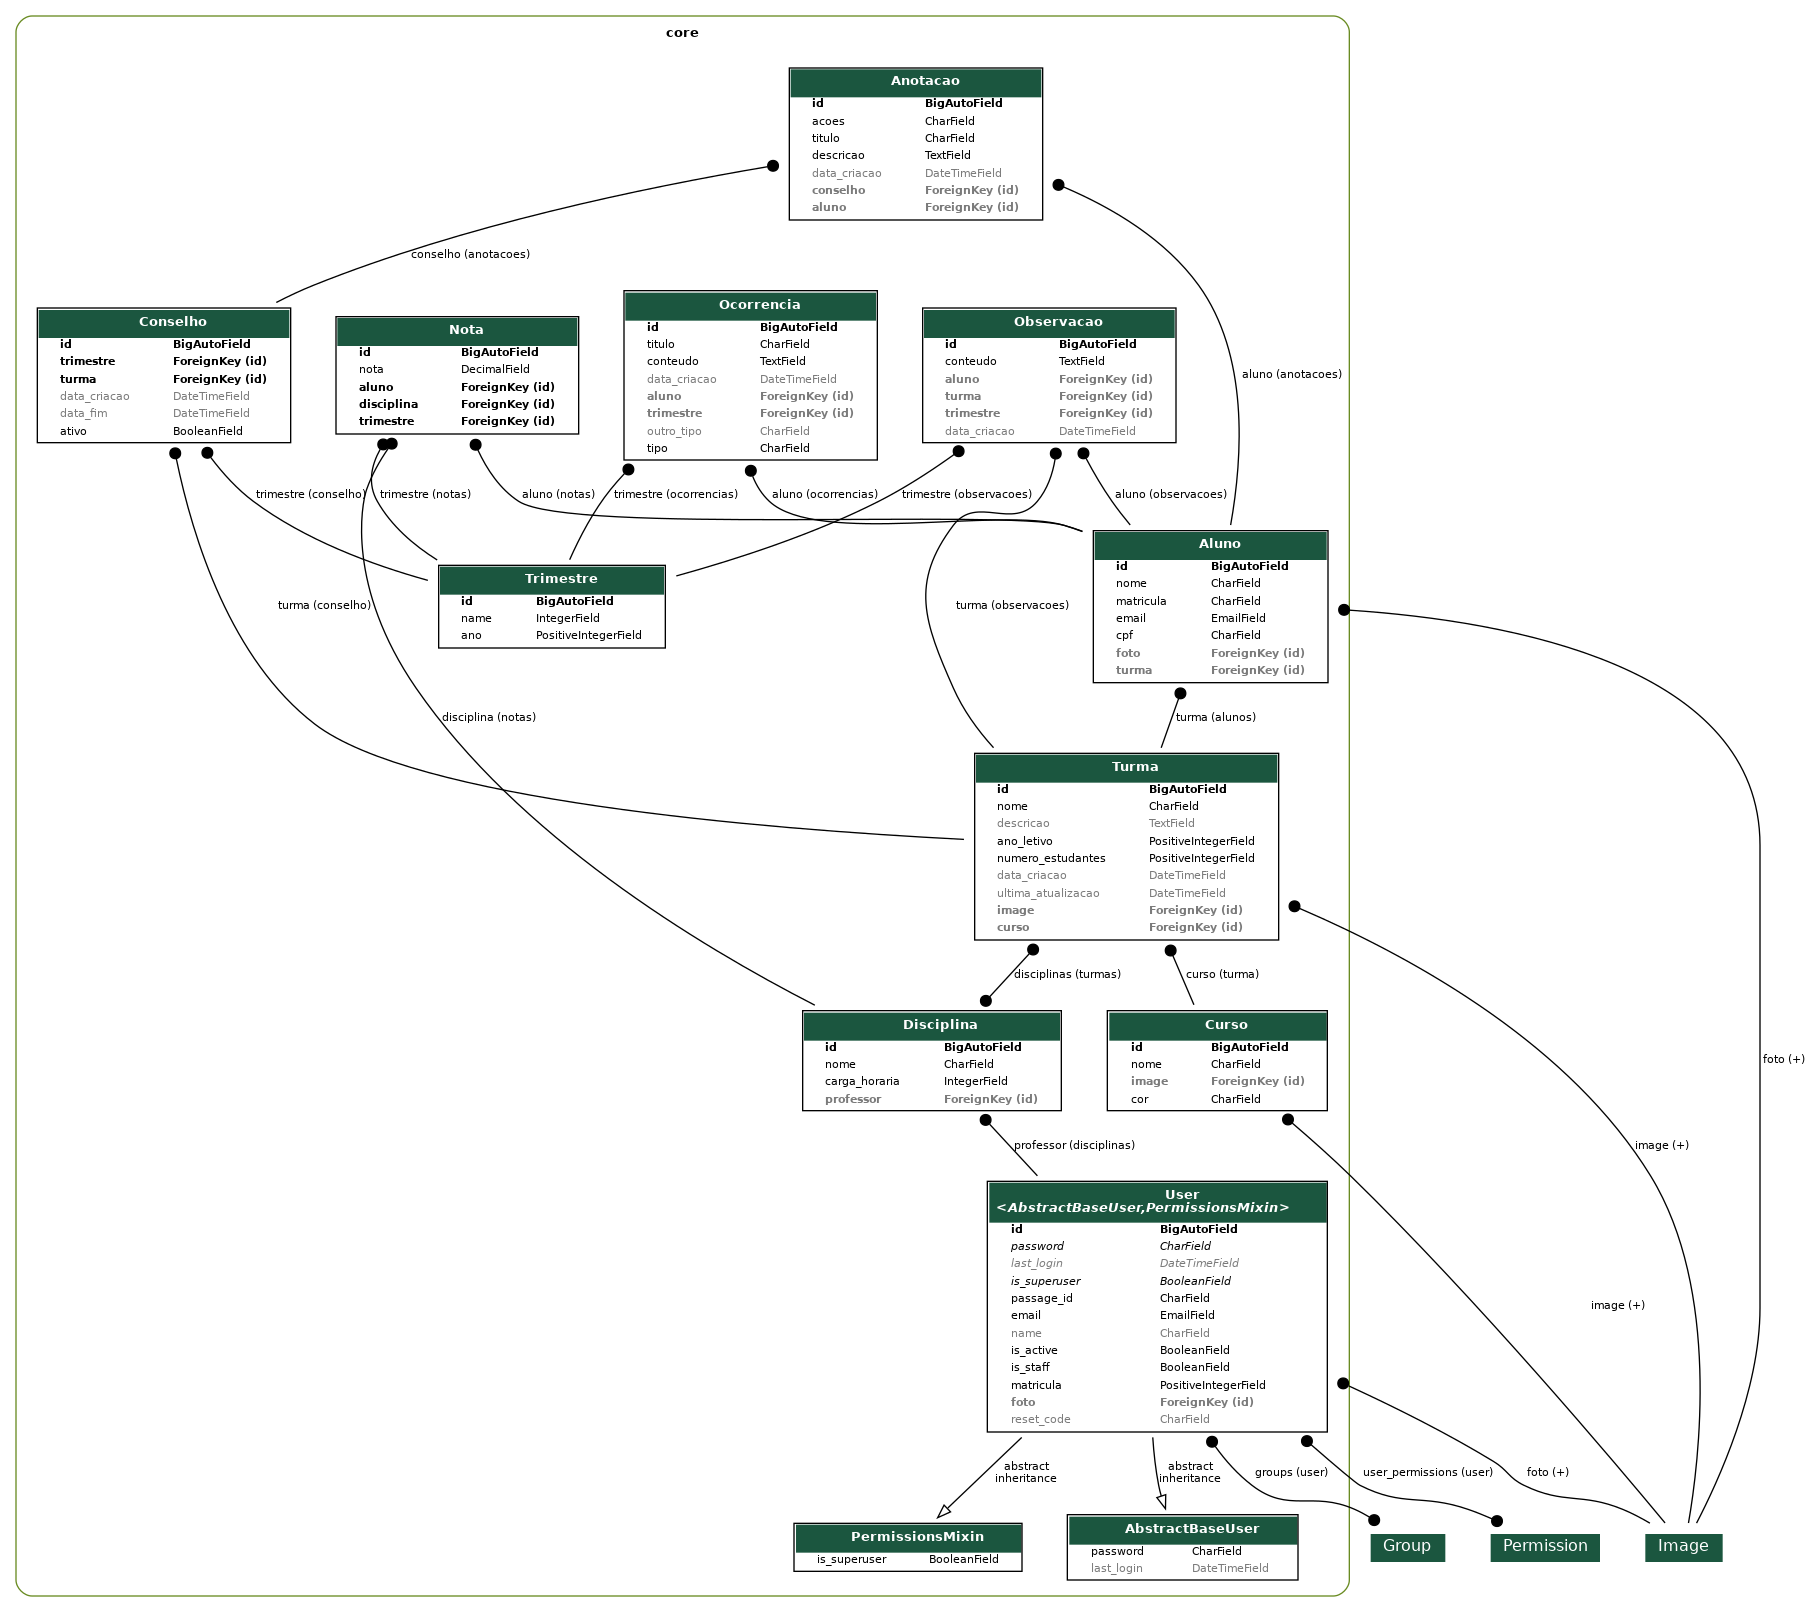 core
Anotacao
id BigAutoField
acoes CharField
titulo CharField
descricao TextField
data_criacao DateTimeField
conselho ForeignKey (id)
aluno ForeignKey (id)
conselho (anotacoes)
aluno (anotacoes)
Conselho
id BigAutoField
trimestre ForeignKey (id)
turma ForeignKey (id)
data_criacao DateTimeField
data_fim DateTimeField
ativo BooleanField
Nota
id BigAutoField
nota DecimalField
aluno ForeignKey (id)
disciplina ForeignKey (id)
trimestre ForeignKey (id)
Ocorrencia
id BigAutoField
titulo CharField
conteudo TextField
data_criacao DateTimeField
aluno ForeignKey (id)
trimestre ForeignKey (id)
outro_tipo CharField
tipo CharField
Observacao
id BigAutoField
conteudo TextField
aluno ForeignKey (id)
turma ForeignKey (id)
trimestre ForeignKey (id)
data_criacao DateTimeField
trimestre (conselho)
trimestre (notas)
aluno (notas)
trimestre (ocorrencias)
aluno (ocorrencias)
trimestre (observacoes)
aluno (observacoes)
Trimestre
id BigAutoField
name IntegerField
ano PositiveIntegerField
Aluno
id BigAutoField
nome CharField
matricula CharField
email EmailField
cpf CharField
foto ForeignKey (id)
turma ForeignKey (id)
turma (conselho)
turma (observacoes)
disciplina (notas)
turma (alunos)
Turma
id BigAutoField
nome CharField
descricao TextField
ano_letivo PositiveIntegerField
numero_estudantes PositiveIntegerField
data_criacao DateTimeField
ultima_atualizacao DateTimeField
image ForeignKey (id)
curso ForeignKey (id)
disciplinas (turmas)
curso (turma)
Disciplina
id BigAutoField
nome CharField
carga_horaria IntegerField
professor ForeignKey (id)
Curso
id BigAutoField
nome CharField
image ForeignKey (id)
cor CharField
foto (+)
professor (disciplinas)
image (+)
User
<AbstractBaseUser,PermissionsMixin>
id BigAutoField
password CharField
last_login DateTimeField
is_superuser BooleanField
passage_id CharField
email EmailField
name CharField
is_active BooleanField
is_staff BooleanField
matricula PositiveIntegerField
foto ForeignKey (id)
reset_code CharField
image (+)
abstract
inheritance
abstract
inheritance
groups (user)
user_permissions (user)
foto (+)
PermissionsMixin
is_superuser BooleanField
AbstractBaseUser
password CharField
last_login DateTimeField
Group
Permission
Image